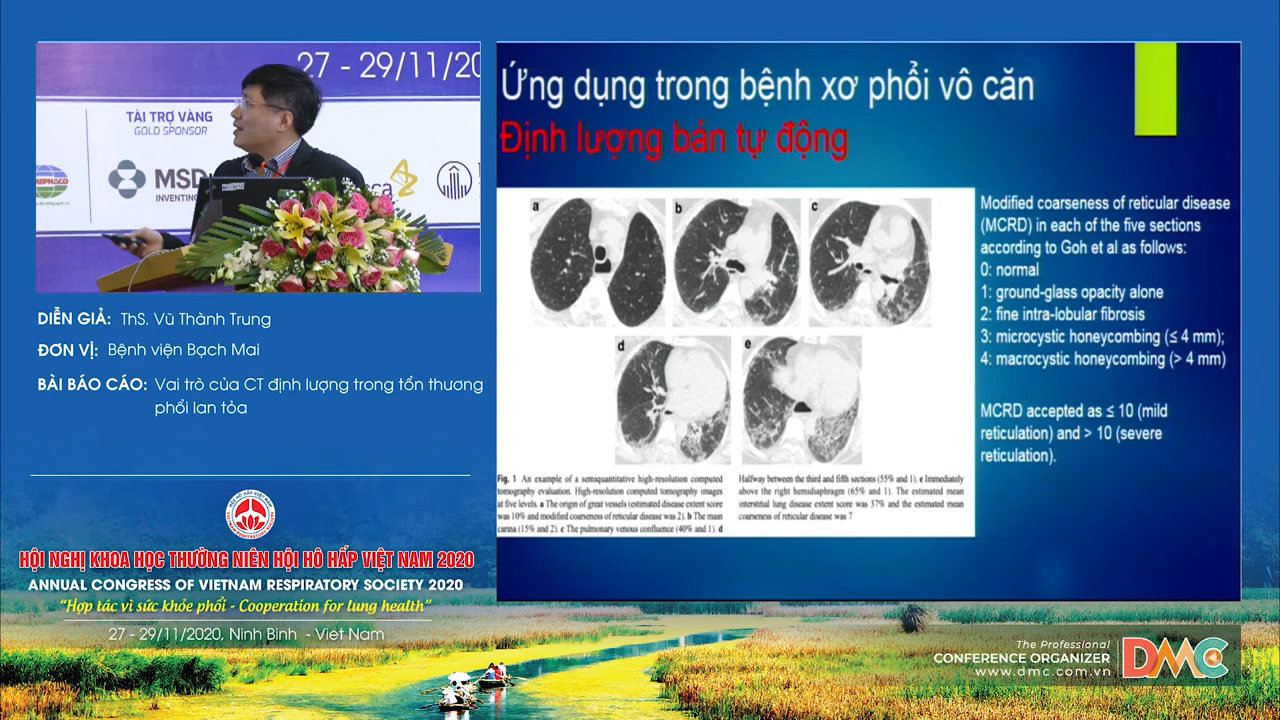 27 - 29/11/20
TÀI TRỢ VÀNG
GOLD SPONSOR
MSD
INVENTING
DIỄN GIẢ: ThS. Vũ Thành Trung
ĐƠN VỊ: Bệnh viện Bạch Mai
BÀI BÁO CÁO: Vai trò của CT định lượng trong tổn thương
phổi lan tỏa
HỘI NGHỊ KHOA HỌC THƯỜNG NIÊN HỘI HÔ HẤP VIỆT NAM 2020
ANNUAL CONGRESS OF VIETNAM RESPIRATORY SOCIETY 2020
“Hợp tác vì sức khỏe phổi - Cooperation for lung health”
27 - 29/11/2020, Ninh Bình - Việt Nam
Ứng dụng trong bệnh xơ phổi vô căn
Định lượng bán tự động
a
b
c
d
e
Fig. 1 An example of a semiquantitative high-resolution computed
tomography evaluation. High-resolution computed tomography images
at five levels. a The origin of great vessels (estimated disease extent score
was 10% and modified coarseness of reticular disease was 2). b The main
carina (15% and 2). c The pulmonary venous confluence (40% and 1). d
Halfway between the third and fifth sections (55% and 1). e Immediately
above the right hemidiaphragm (65% and 1). The estimated mean
interstitial lung disease extent score was 37% and the estimated mean
coarseness of reticular disease was 7
Modified coarseness of reticular disease
(MCRD) in each of the five sections
according to Goh et al as follows:
0: normal
1: ground-glass opacity alone
2: fine intra-lobular fibrosis
3: microcystic honeycombing (≤ 4 mm);
4: macrocystic honeycombing (> 4 mm)
MCRD accepted as ≤ 10 (mild
reticulation) and > 10 (severe
reticulation).
The Professional
CONFERENCE ORGANIZER
www.dmc.com.vn
DMC